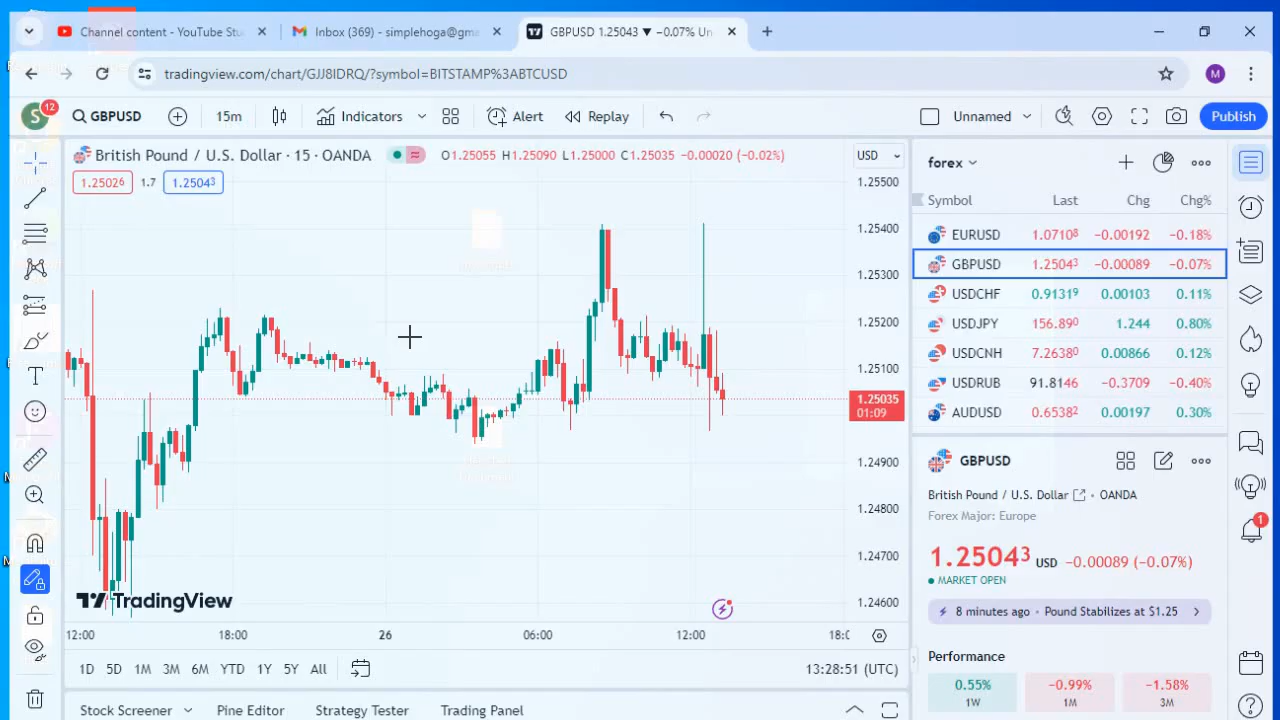 Channel content - YouTube Stu
Inbox (369) - simplehoga@gma
GBPUSD 1.25043 ▼ −0.07% Un
tradingview.com/chart/GJJ8IDRQ/?symbol=BITSTAMP%3ABTCUSD
M
S
12
GBPUSD
15m
Indicators
Alert
Replay
Unnamed
Publish
British Pound / U.S. Dollar · 15 · OANDA
O1.25055 H1.25090 L1.25000 C1.25035 −0.00020 (−0.02%)
USD
1.25026
1.7
1.25043
1.25500
1.25400
1.25300
1.25200
1.25100
1.25035
01:09
1.24900
1.24800
1.24700
1.24600
TradingView
12:00
18:00
26
06:00
12:00
1D 5D 1M 3M 6M YTD 1Y 5Y All
13:28:51 (UTC)
Stock Screener
Pine Editor
Strategy Tester
Trading Panel
forex
Symbol Last Chg Chg%
EURUSD 1.07108 −0.00192 −0.18%
GBPUSD 1.25043 −0.00089 −0.07%
USDCHF 0.91319 0.00103 0.11%
USDJPY 156.890 1.244 0.80%
USDCNH 7.26380 0.00866 0.12%
USDRUB 91.8146 −0.3709 −0.40%
AUDUSD 0.65382 0.00197 0.30%
GBPUSD
British Pound / U.S. Dollar • OANDA
Forex Major: Europe
1.25043 USD −0.00089 (−0.07%)
MARKET OPEN
8 minutes ago · Pound Stabilizes at $1.25
Performance
0.55%
1W
−0.99%
1M
−1.58%
3M
1